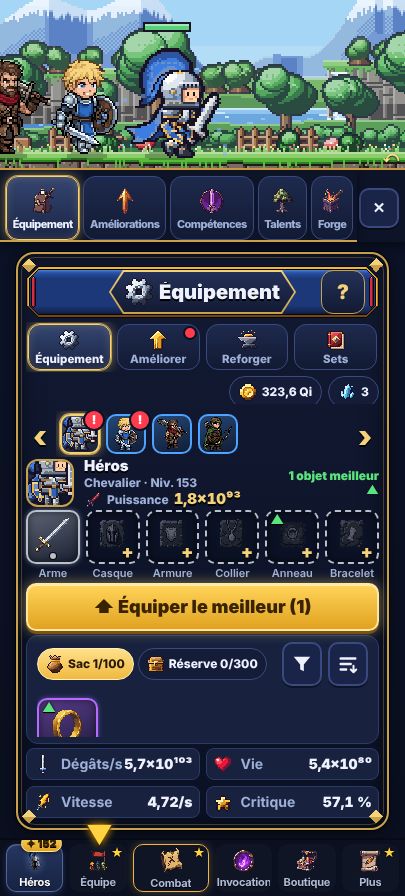 Équipement
Améliorations
Compétences
Talents
Forge
×
Équipement
?
Équipement
Améliorer
Reforger
Sets
323,6 Qi
3
!
!
Héros
Chevalier · Niv. 153
Puissance 1,8×10⁹³
1 objet meilleur
Arme
Casque
Armure
Collier
Anneau
Bracelet
Équiper le meilleur (1)
Sac 1/100
Réserve 0/300
Dégâts/s 5,7×10¹⁰³
Vie 5,4×10⁸⁰
Vitesse 4,72/s
Critique 57,1 %
Héros
Équipe
Combat
Invocation
Boutique
Plus